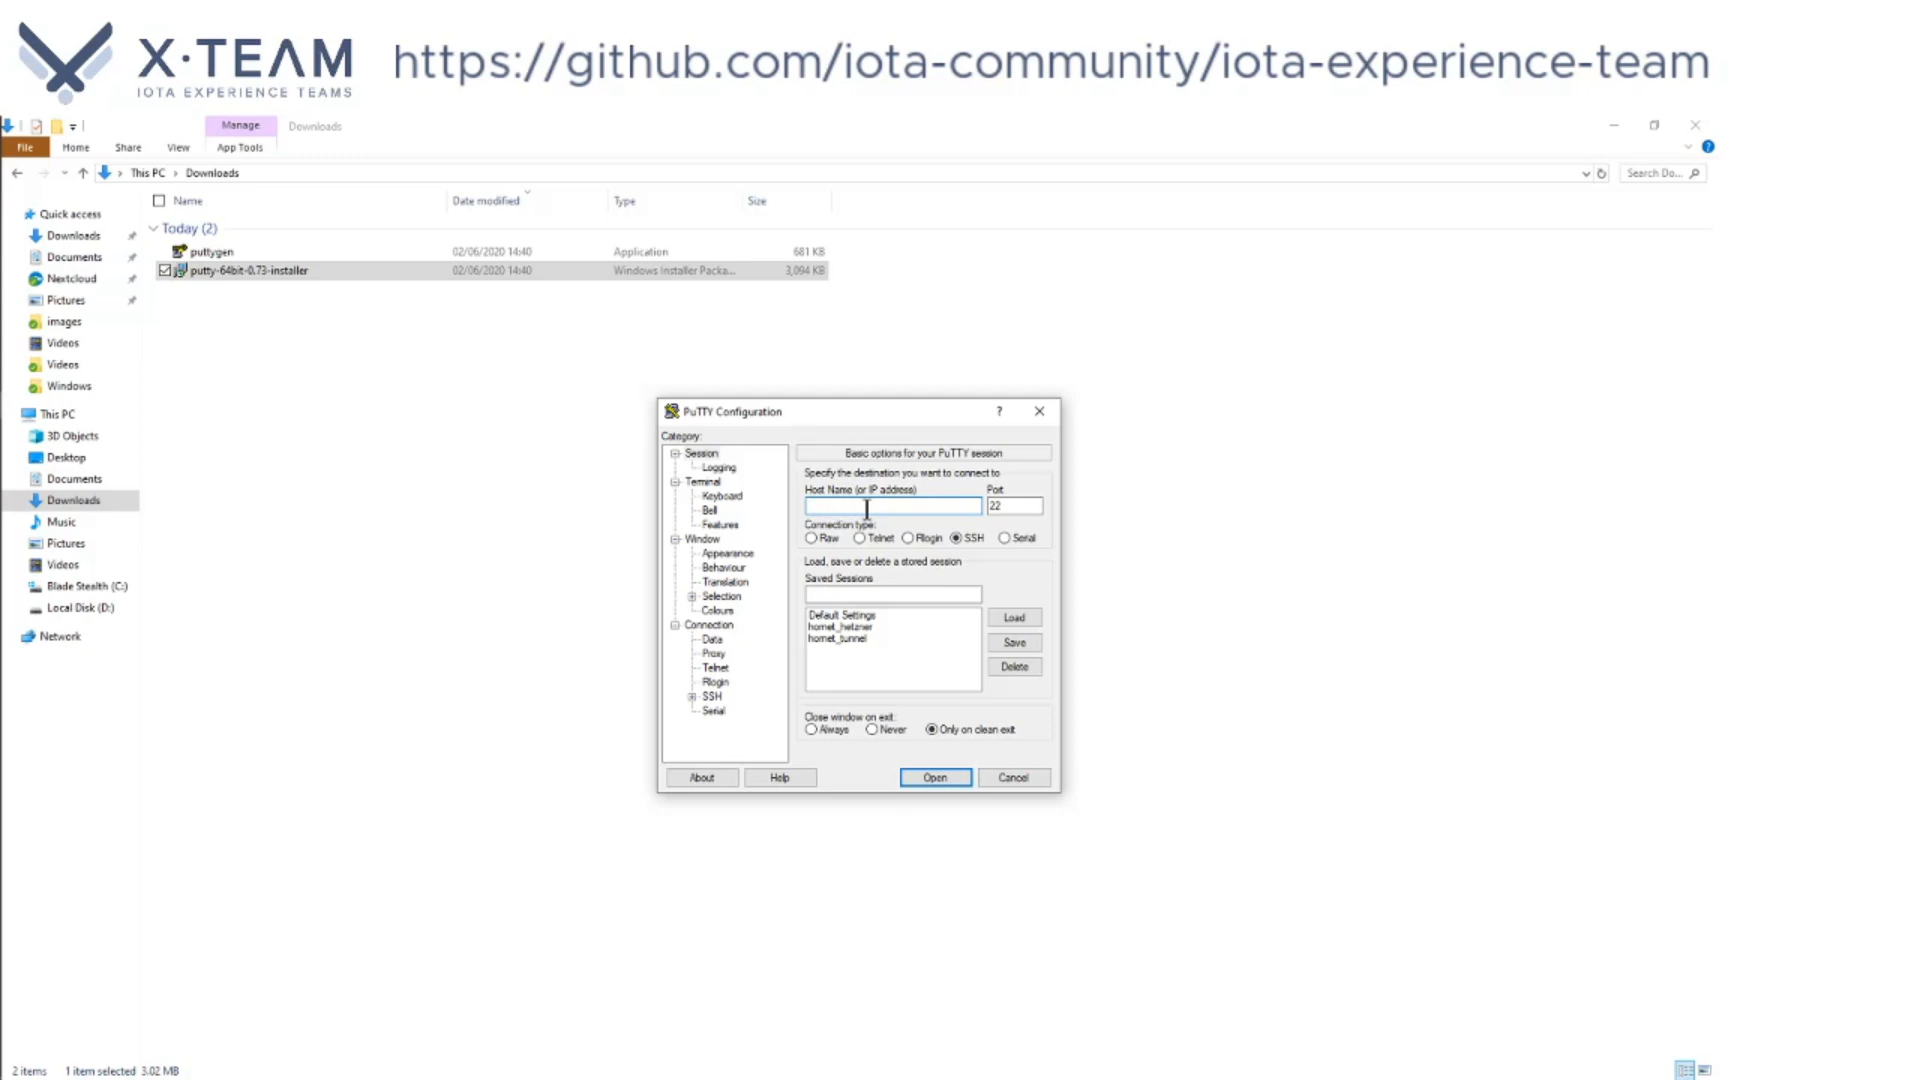 X·TEAM
IOTA EXPERIENCE TEAMS
https://github.com/iota-community/iota-experience-team
Manage
Downloads
File
Home
Share
View
App Tools
This PC
Downloads
Search Do...
Name
Date modified
Type
Size
Quick access
Today (2)
Downloads
puttygen
02/06/2020 14:40
Application
681 KB
Documents
putty-64bit-0.73-installer
02/06/2020 14:40
Windows Installer Packa...
3,094 KB
Nextcloud
Pictures
images
Videos
Videos
Windows
This PC
3D Objects
Desktop
Documents
Downloads
Music
Pictures
Videos
Blade Stealth (C:)
Local Disk (D:)
Network
PuTTY Configuration
?
Category:
Session
Logging
Terminal
Keyboard
Bell
Features
Window
Appearance
Behaviour
Translation
Selection
Colours
Connection
Data
Proxy
Telnet
Rlogin
SSH
Serial
Basic options for your PuTTY session
Specify the destination you want to connect to
Host Name (or IP address)
Port
22
Connection type:
Raw
Telnet
Rlogin
SSH
Serial
Load, save or delete a stored session
Saved Sessions
Default Settings
hornet_hetzner
hornet_tunnel
Load
Save
Delete
Close window on exit:
Always
Never
Only on clean exit
About
Help
Open
Cancel
2 items
1 item selected 3.02 MB